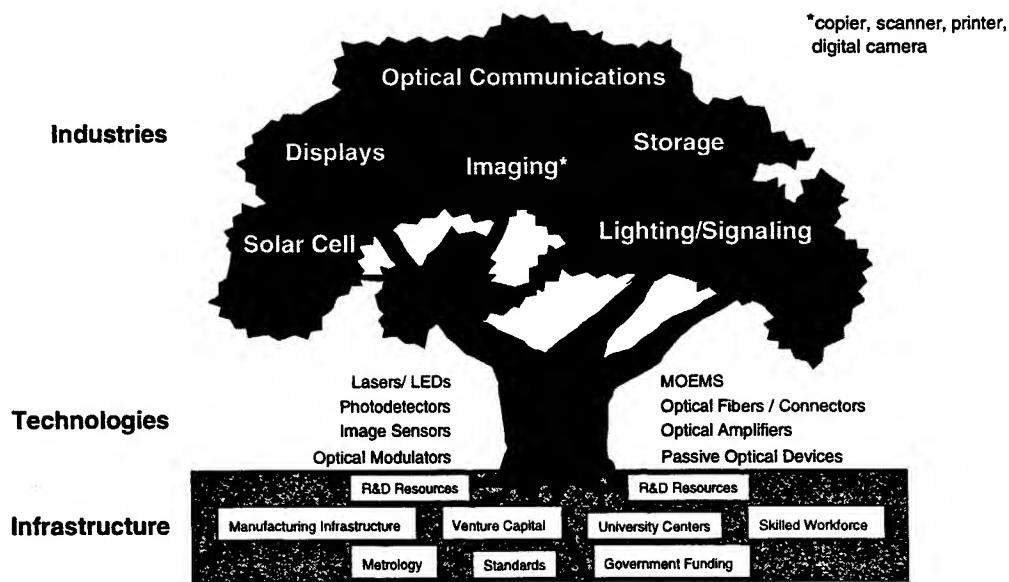 *copier, scanner, printer,
digital camera
Optical Communications
Industries
Displays
Storage
Imaging*
Solar Cell
Lighting/Signaling
Lasers/ LEDs
MOEMS
Technologies
Photodetectors
Optical Fibers / Connectors
Image Sensors
Optical Amplifiers
Optical Modulators
Passive Optical Devices
R&D Resources
R&D Resources
Infrastructure
Manufacturing Infrastructure
Venture Capital
University Centers
Skilled Workforce
Metrology
Standards
Government Funding